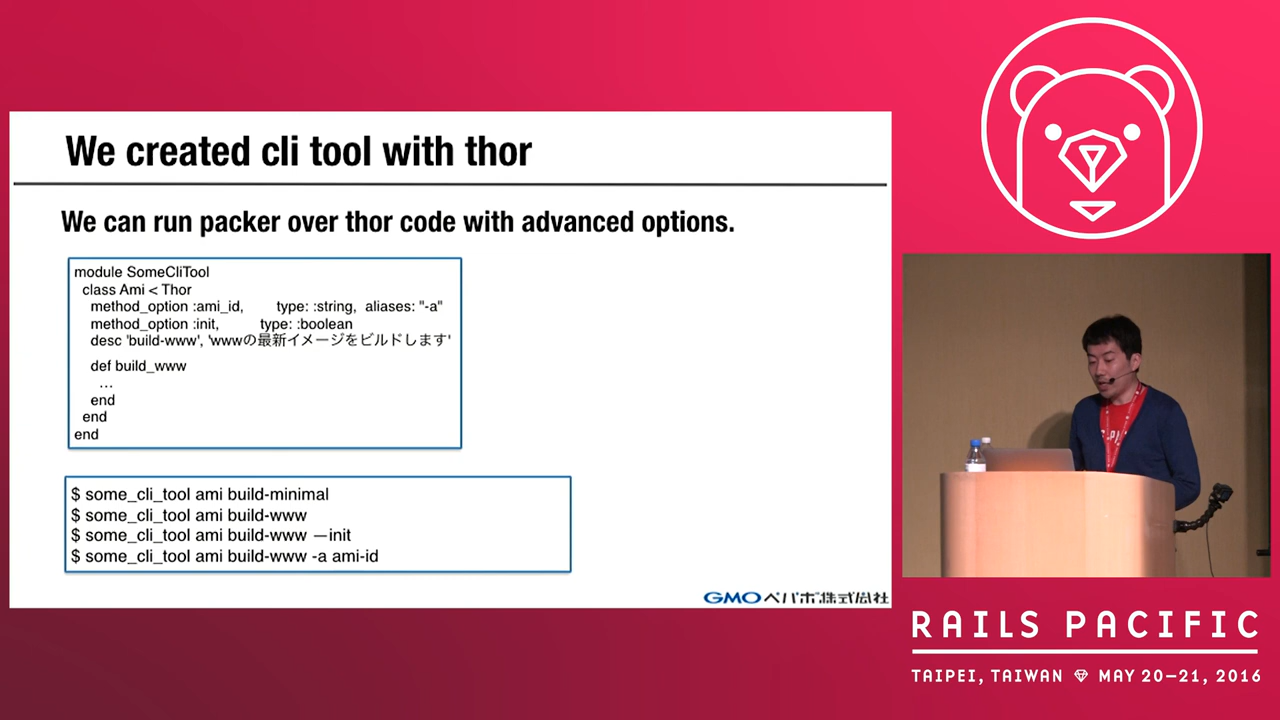 We created cli tool with thor
We can run packer over thor code with advanced options.
module SomeCliTool
class Ami < Thor
method_option :ami_id, type: :string, aliases: "-a"
method_option :init, type: :boolean
desc 'build-www', 'wwwの最新イメージをビルドします'
def build_www
…
end
end
end
$ some_cli_tool ami build-minimal
$ some_cli_tool ami build-www
$ some_cli_tool ami build-www —init
$ some_cli_tool ami build-www -a ami-id
GMOペパボ株式会社
RAILS PACIFIC
TAIPEI, TAIWAN MAY 20–21, 2016